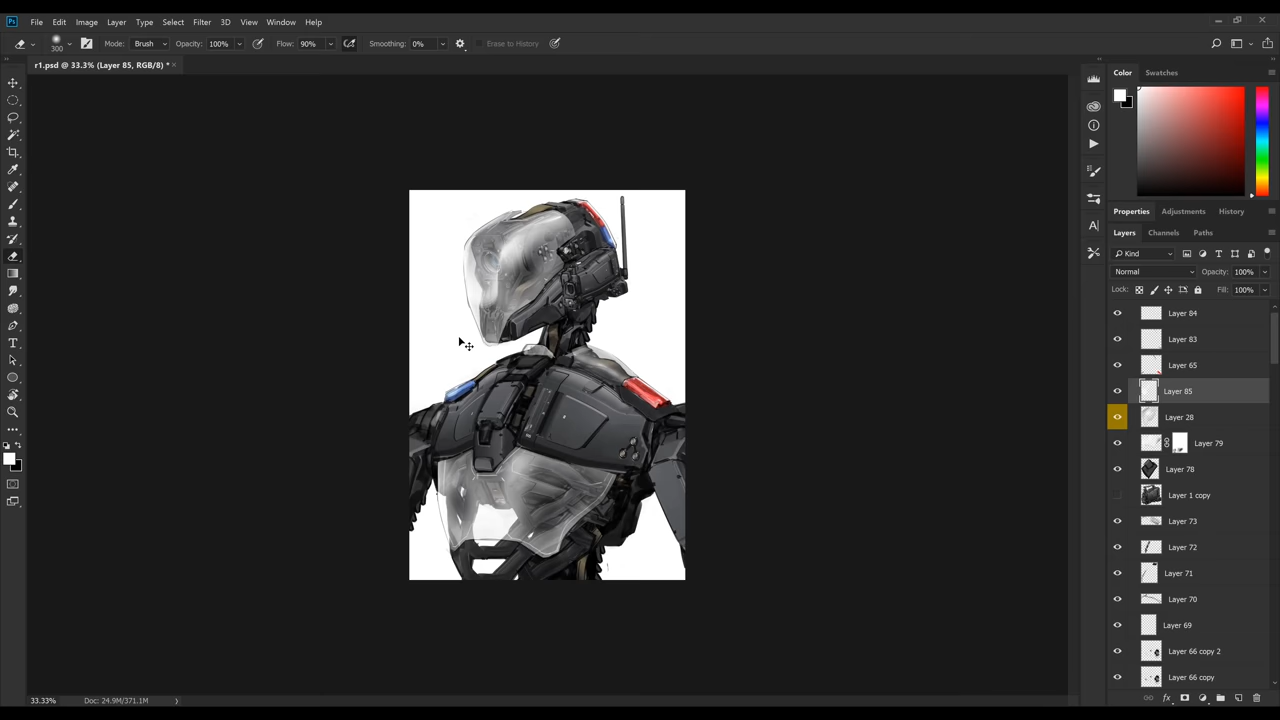 Ps File Edit Image Layer Type Select Filter 3D View Window Help
300 Mode: Brush Opacity: 100% Flow: 90% Smoothing: 0% Erase to History
r1.psd @ 33.3% (Layer 85, RGB/8) *
Color Swatches
Properties Adjustments History
Layers Channels Paths
Kind
Normal Opacity: 100%
Lock: Fill: 100%
Layer 84
Layer 83
Layer 65
Layer 85
Layer 28
Layer 79
Layer 78
Layer 1 copy
Layer 73
Layer 72
Layer 71
Layer 70
Layer 69
Layer 66 copy 2
Layer 66 copy
33.33% Doc: 24.9M/371.1M
fx